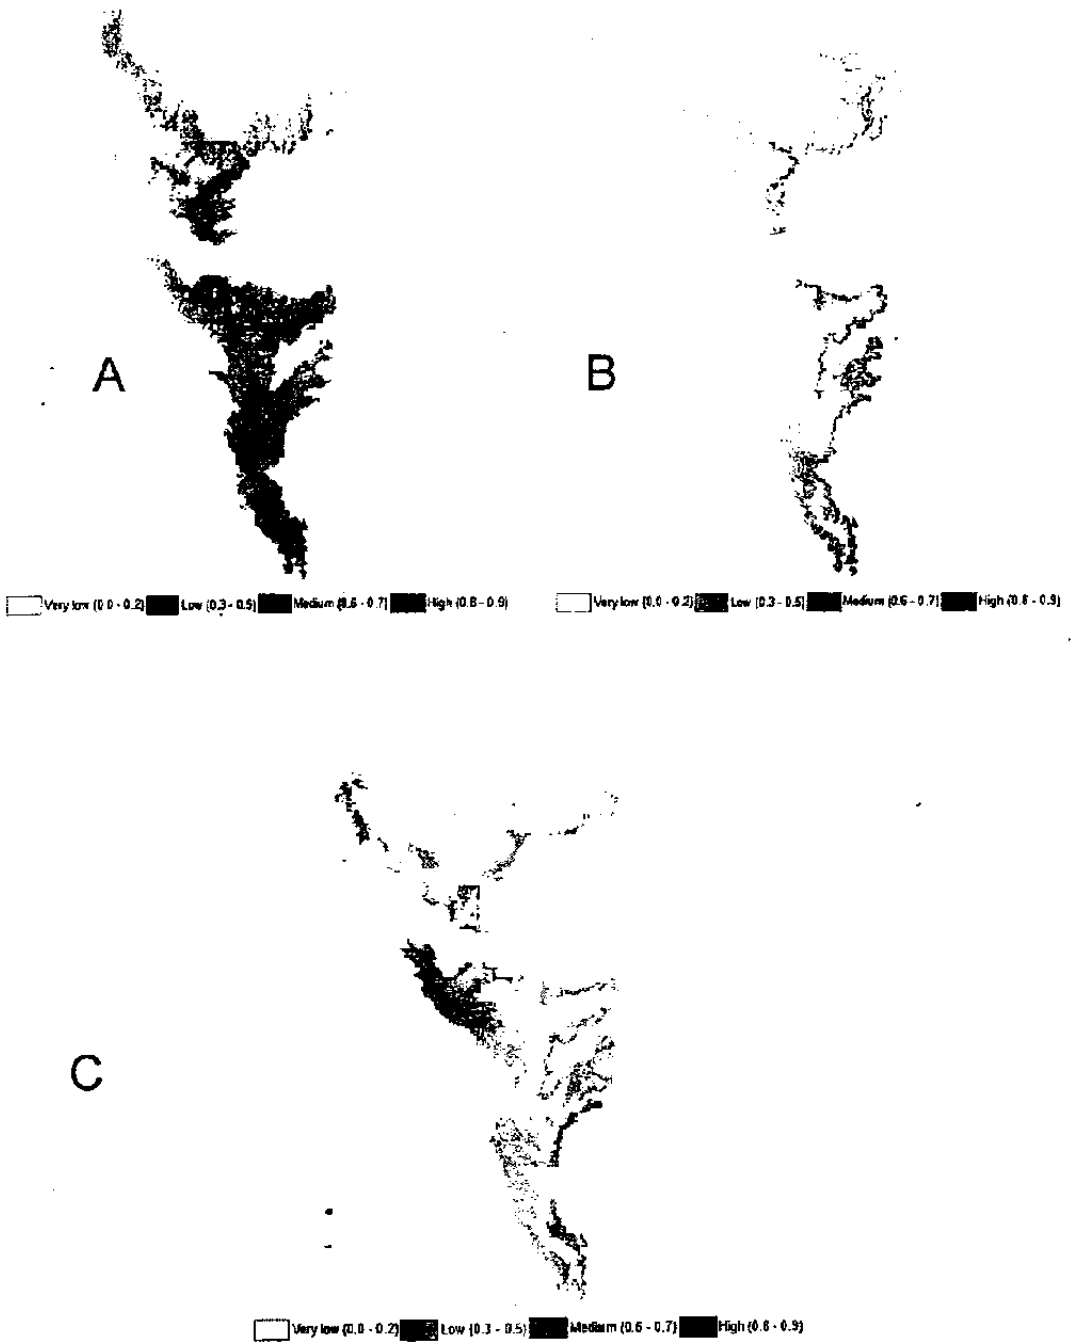 A
B
Very low (0.0 - 0.2) Low (0.3 - 0.5) Medium (0.6 - 0.7) High (0.8 - 0.9)
Very low (0.0 - 0.2) Low (0.3 - 0.5) Medium (0.6 - 0.7) High (0.8 - 0.9)
C
Very low (0.0 - 0.2) Low (0.3 - 0.5) Medium (0.6 - 0.7) High (0.8 - 0.9)